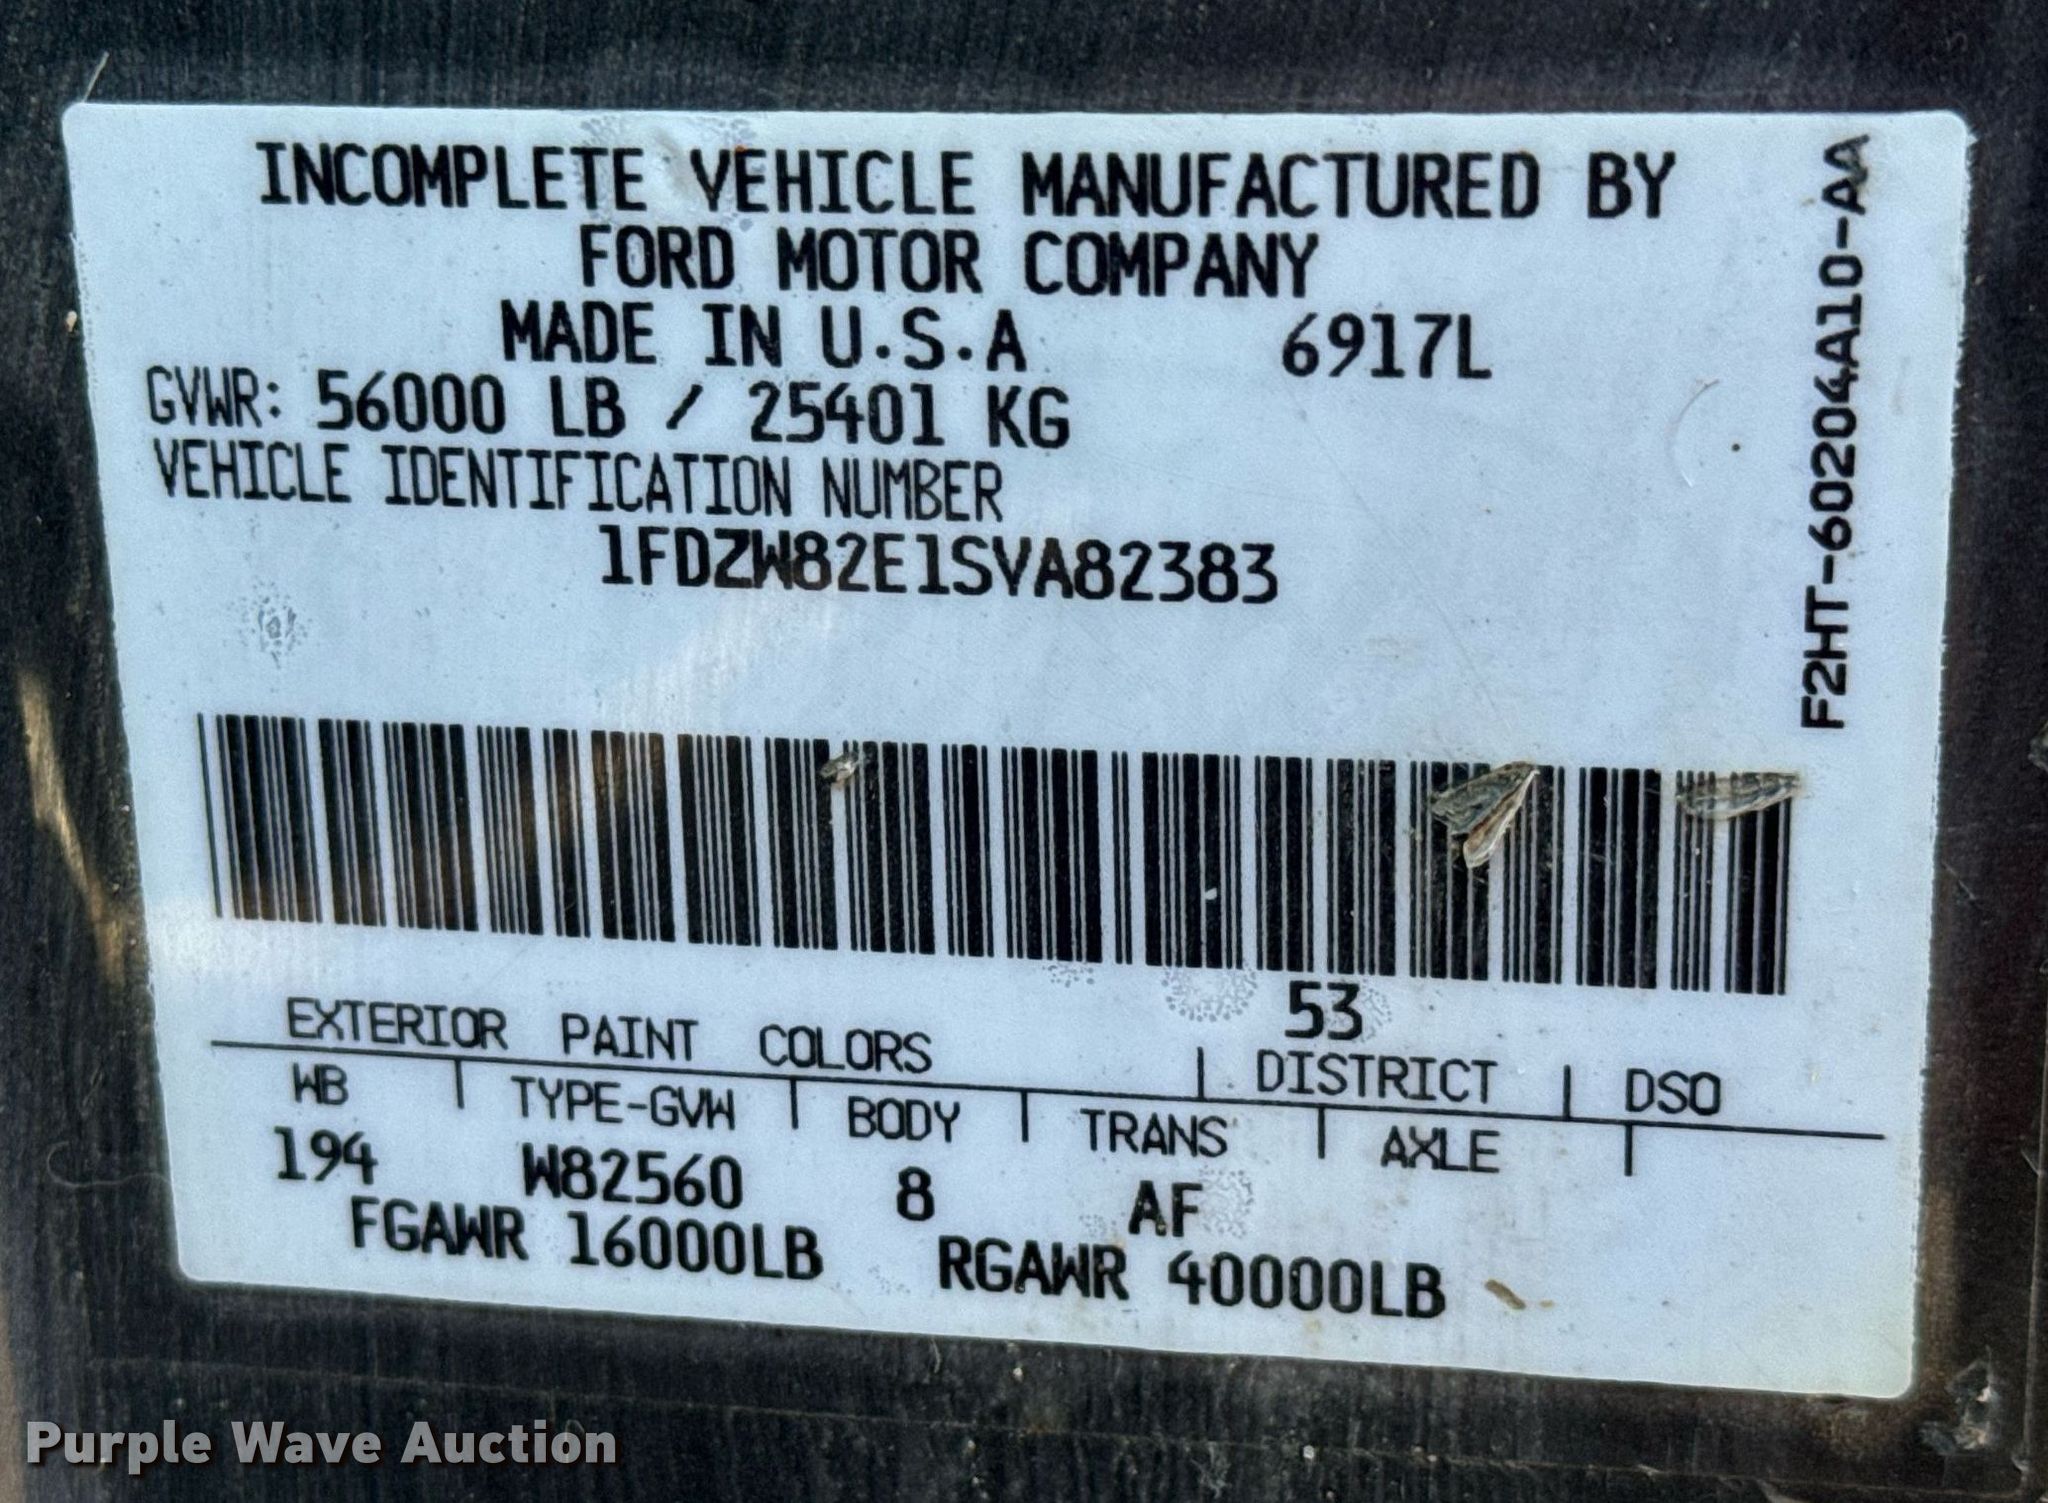 INCOMPLETE VEHICLE MANUFACTURED BY
FORD MOTOR COMPANY
MADE IN U.S.A 6917L
GVWR: 56000 LB / 25401 KG
VEHICLE IDENTIFICATION NUMBER
1FDZW82E1SVA82383
F2HT-60204A10-AA
53
EXTERIOR PAINT COLORS | DISTRICT | DSO
WB | TYPE-GVW | BODY | TRANS | AXLE |
194 W82560 8 AF
FGAWR 16000LB RGAWR 40000LB
Purple Wave Auction